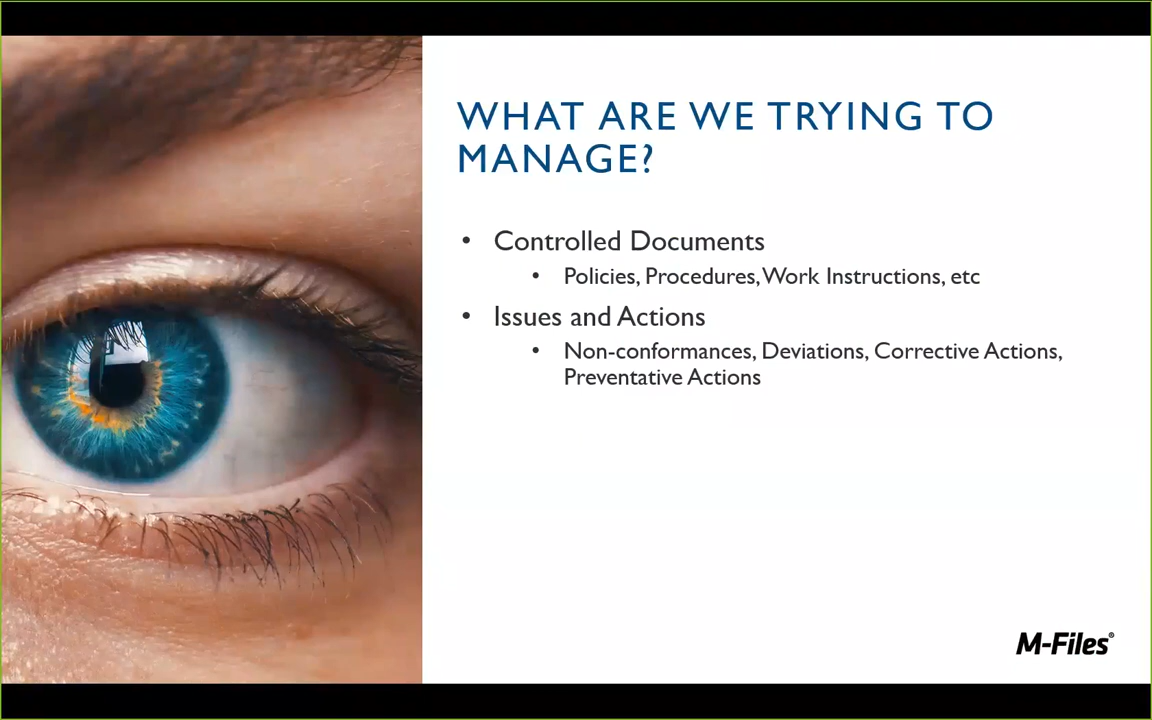 WHAT ARE WE TRYING TO
MANAGE?
• Controlled Documents
• Policies, Procedures, Work Instructions, etc
• Issues and Actions
• Non-conformances, Deviations, Corrective Actions,
Preventative Actions
M-Files®